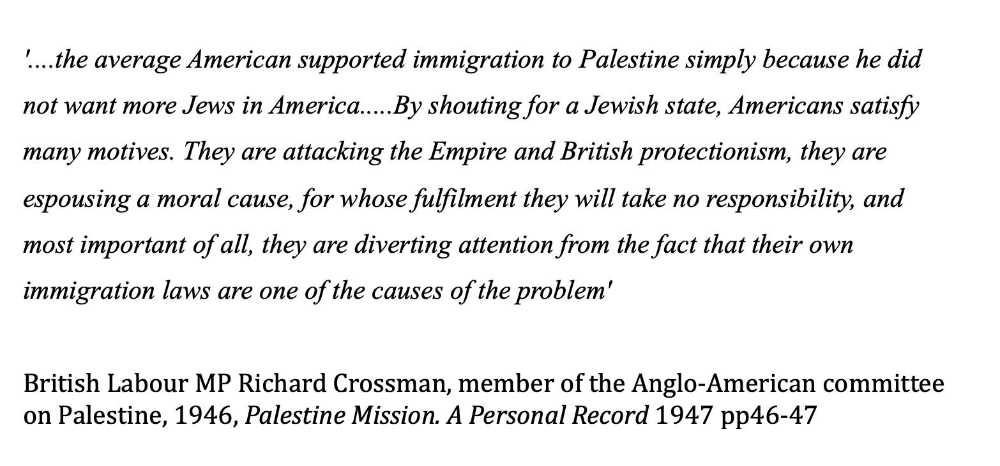 '....the average American supported immigration to Palestine simply because he did
not want more Jews in America.....By shouting for a Jewish state, Americans satisfy
many motives. They are attacking the Empire and British protectionism, they are
espousing a moral cause, for whose fulfilment they will take no responsibility, and
most important of all, they are diverting attention from the fact that their own
immigration laws are one of the causes of the problem'
British Labour MP Richard Crossman, member of the Anglo-American committee
on Palestine, 1946, Palestine Mission. A Personal Record 1947 pp46-47